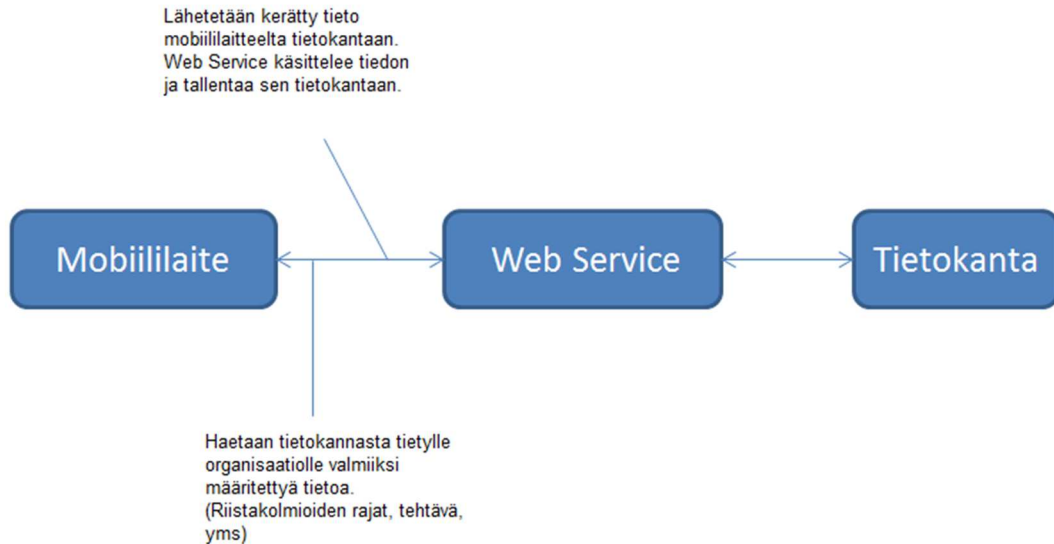 Lähetetään kerätty tieto
mobiililaitteelta tietokantaan.
Web Service käsittelee tiedon
ja tallentaa sen tietokantaan.
Mobiililaite
Web Service
Tietokanta
Haetaan tietokannasta tietylle
organisaatiolle valmiiksi
määritettyä tietoa.
(Riistakolmioiden rajat, tehtävä,
yms)